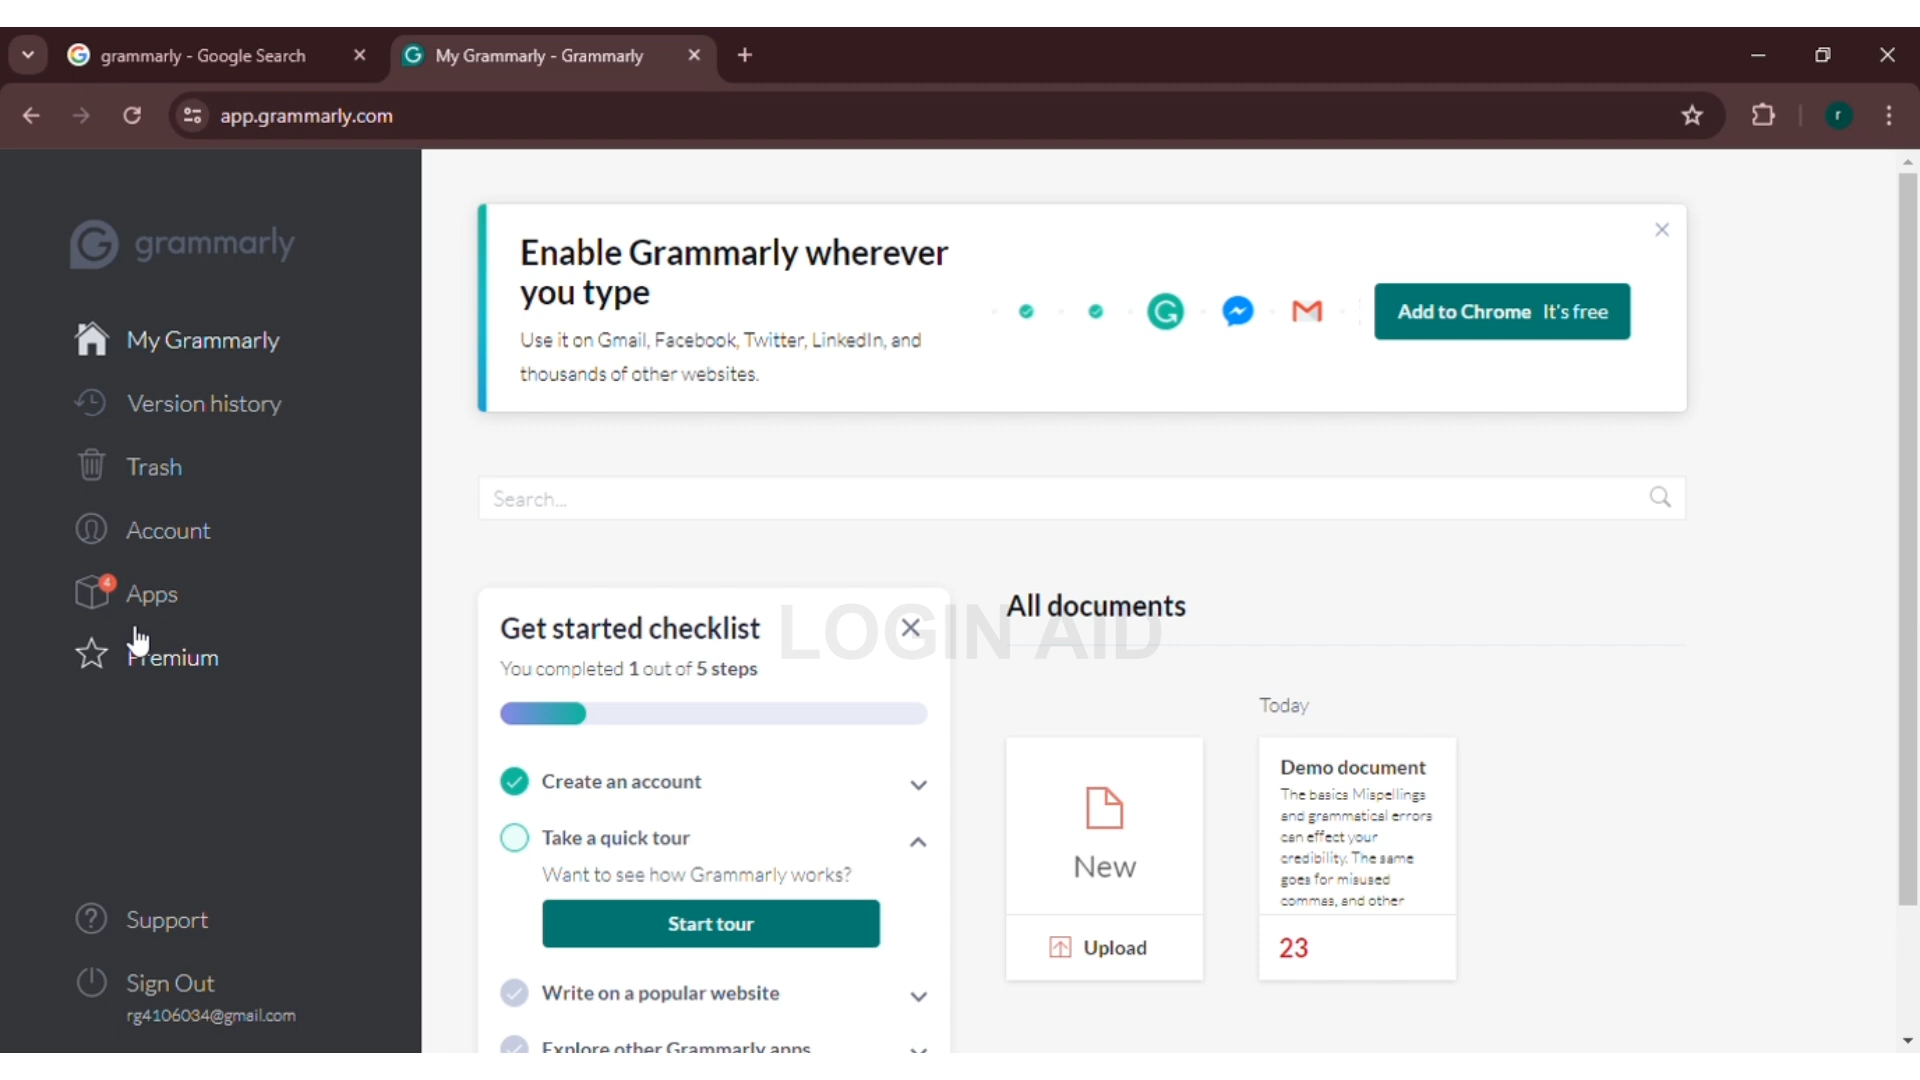 grammarly - Google Search
My Grammarly - Grammarly
app.grammarly.com
r
grammarly
My Grammarly
Version history
Trash
Account
4
Apps
Premium
Support
Sign Out
rg4106034@gmail.com
Enable Grammarly wherever
you type
Use it on Gmail, Facebook, Twitter, LinkedIn, and
thousands of other websites.
Add to Chrome It's free
Search...
Get started checklist
You completed 1 out of 5 steps
Create an account
Take a quick tour
Want to see how Grammarly works?
Start tour
Write on a popular website
Explore other Grammarly apps
LOGIN AID
All documents
Today
New
Upload
Demo document
The basics Mispellings
and grammatical errors
can effect your
credibility. The same
goes for misused
commas, and other
23